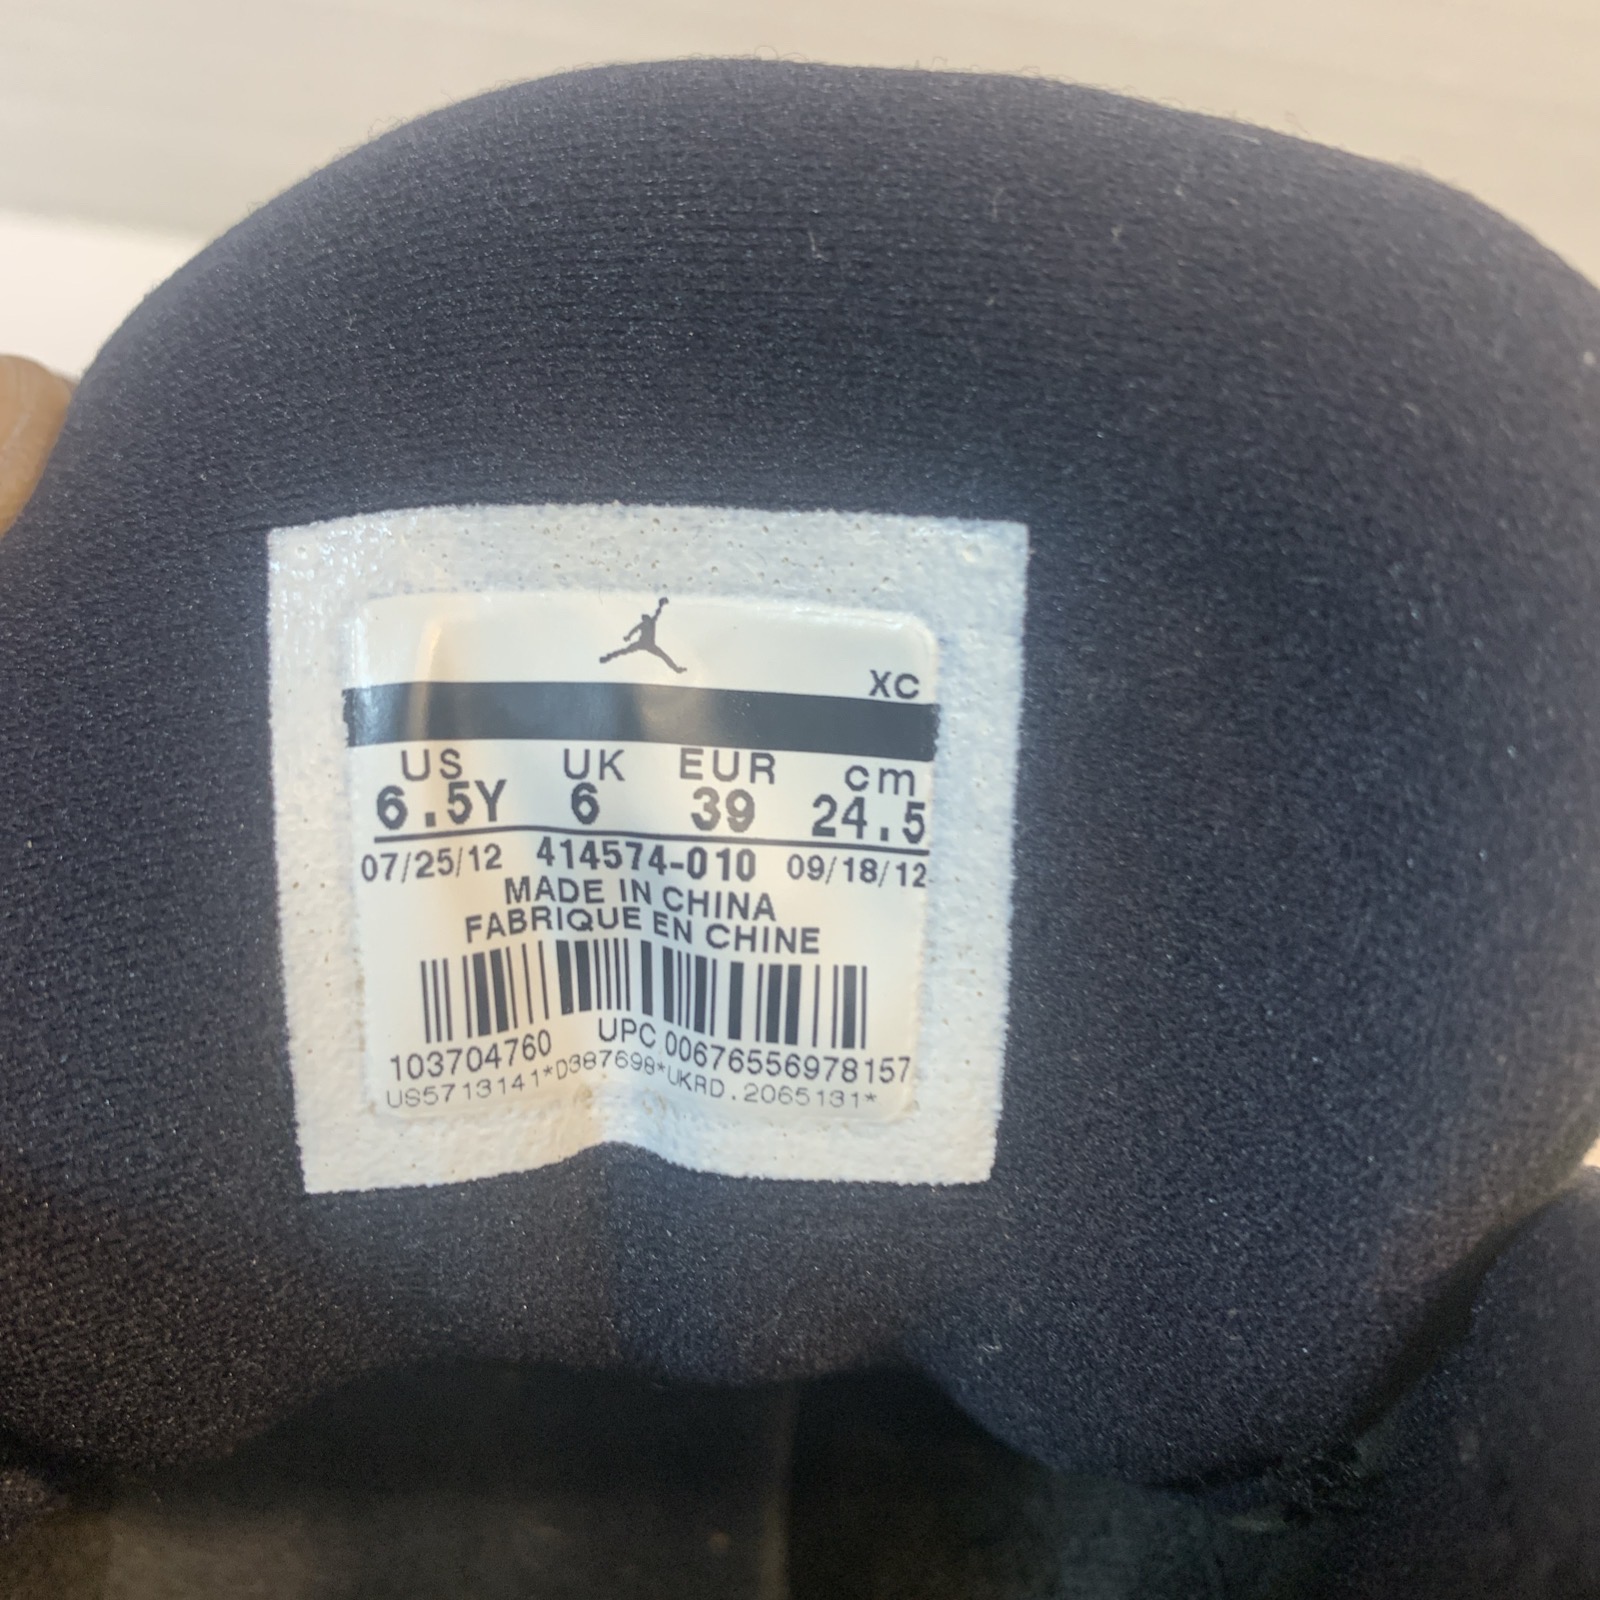 XC
US UK EUR cm
6.5Y 6 39 24.5
07/25/12 414574-010 09/18/12
MADE IN CHINA
FABRIQUE EN CHINE
103704760 UPC 00676556978157
US5713141*D387698*UKRD.2065131*